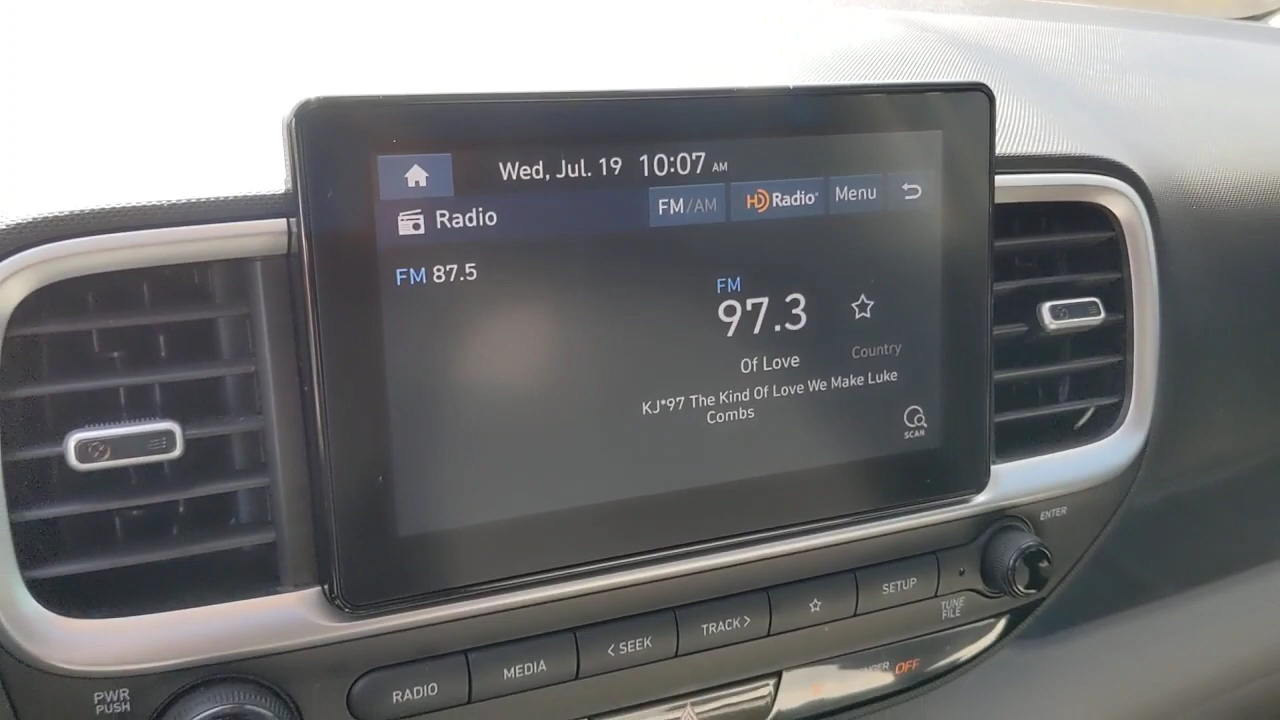 Wed, Jul. 19 10:07 AM
Radio
FM/AM
HD Radio
Menu
FM 87.5
FM
97.3
Of Love
Country
KJ*97 The Kind Of Love We Make Luke
Combs
SCAN
ENTER
RADIO
MEDIA
< SEEK
TRACK >
☆
SETUP
TUNE
FILE
PWR
PUSH
OFF